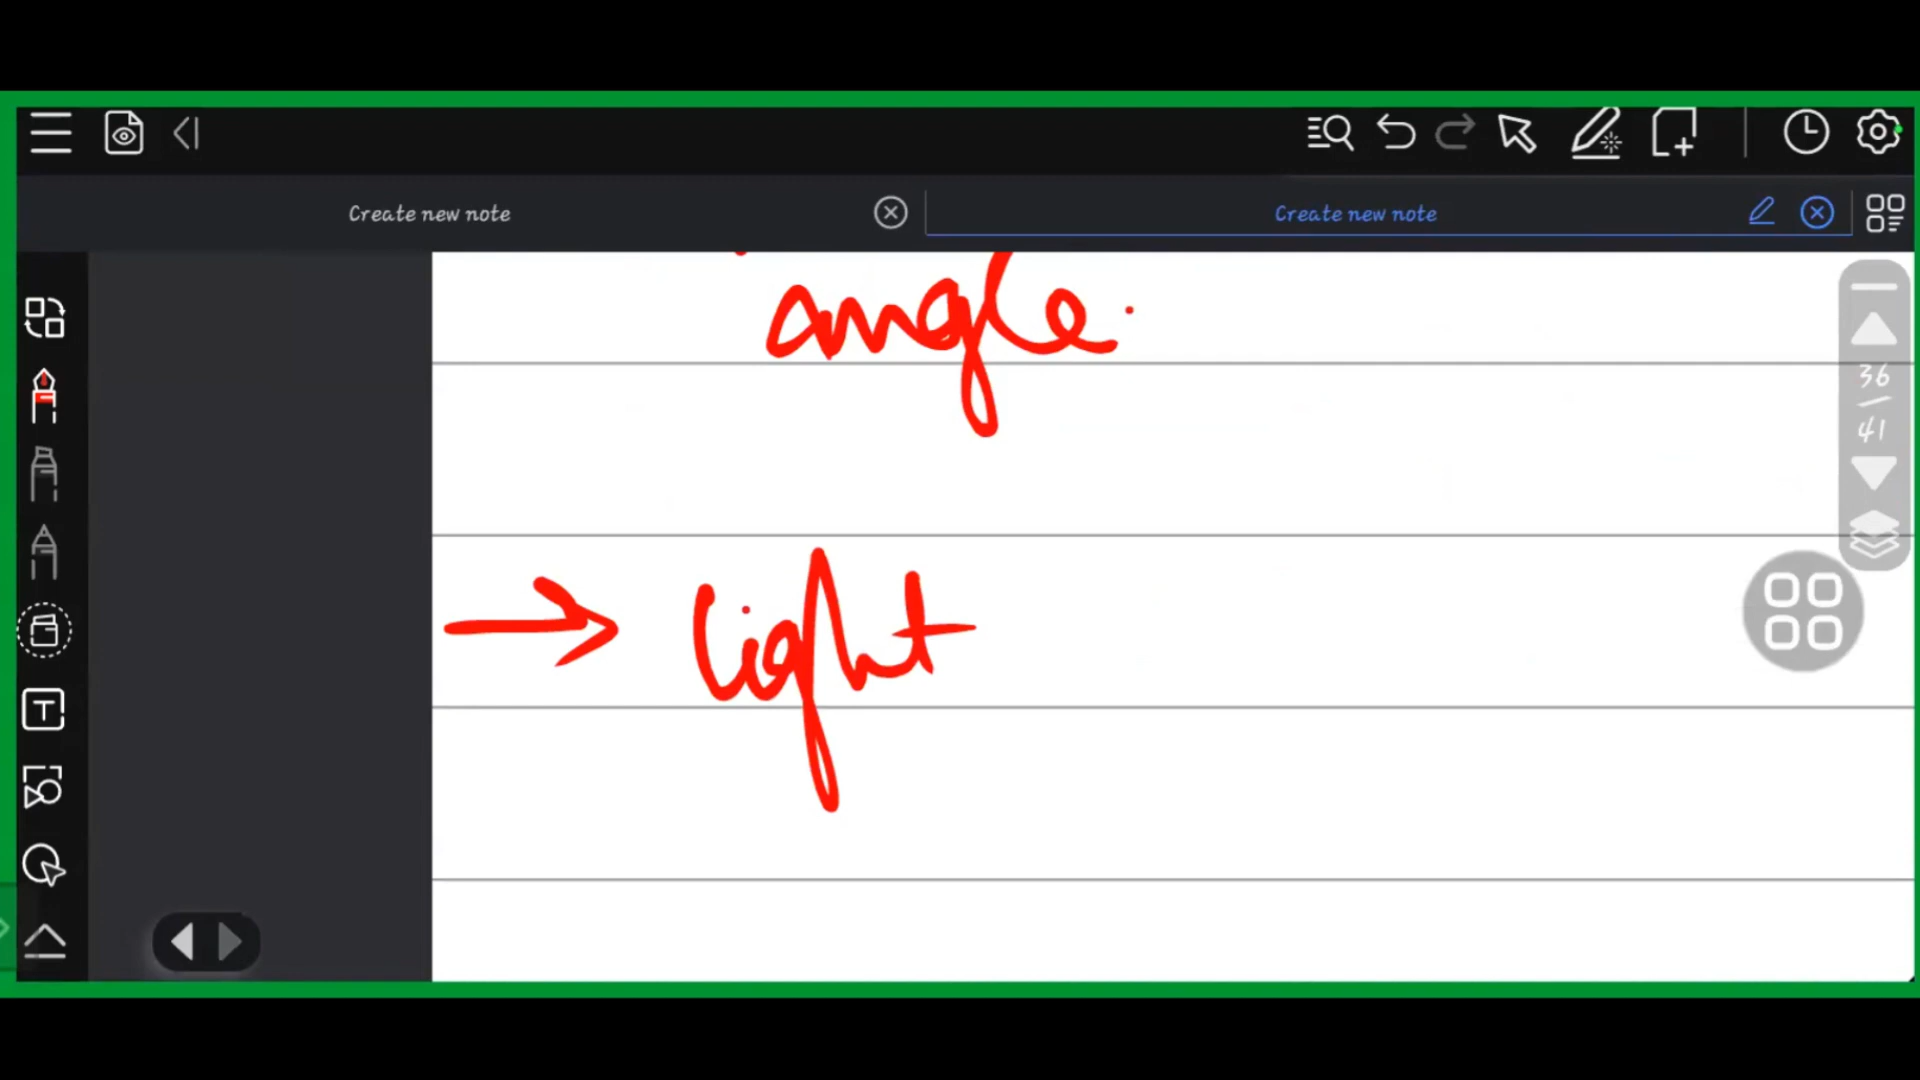 Create new note
Create new note
angle.
36
41
→ light
T